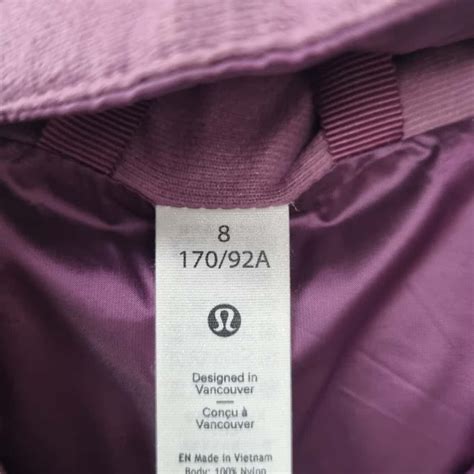 8
170/92A
Designed in
Vancouver
Conçu à
Vancouver
EN Made in Vietnam
Body: 100% Nylon